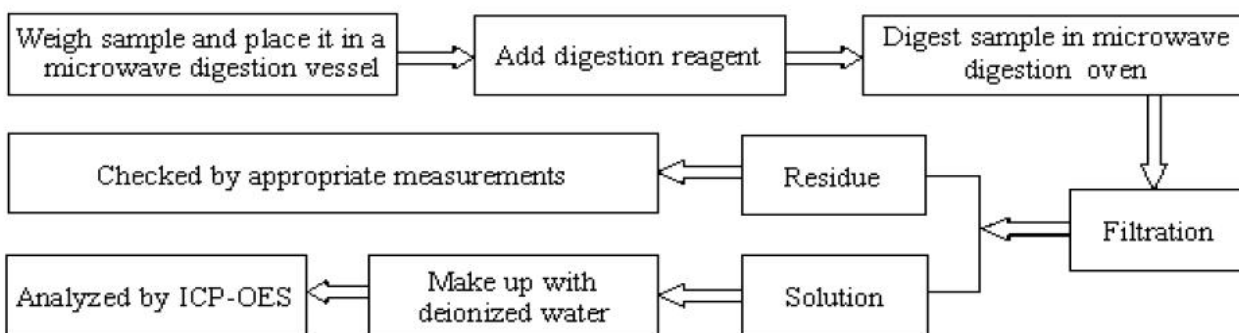 Weigh sample and place it in a
microwave digestion vessel
Add digestion reagent
Digest sample in microwave
digestion oven
Filtration
Residue
Checked by appropriate measurements
Solution
Make up with
deionized water
Analyzed by ICP-OES